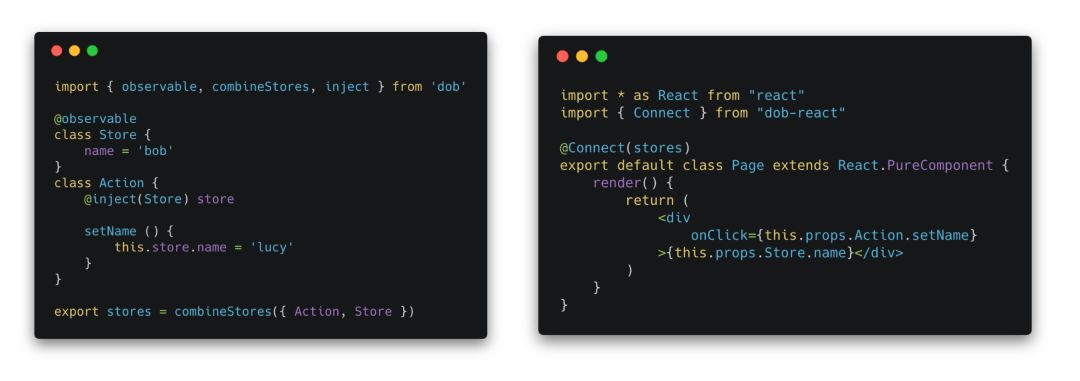 import { observable, combineStores, inject } from 'dob'
@observable
class Store {
    name = 'bob'
}
class Action {
    @inject(Store) store
    setName () {
        this.store.name = 'lucy'
    }
}
export stores = combineStores({ Action, Store })
import * as React from "react"
import { Connect } from "dob-react"
@Connect(stores)
export default class Page extends React.PureComponent {
    render() {
        return (
            <div
                onClick={this.props.Action.setName}
            >{this.props.Store.name}</div>
        )
    }
}